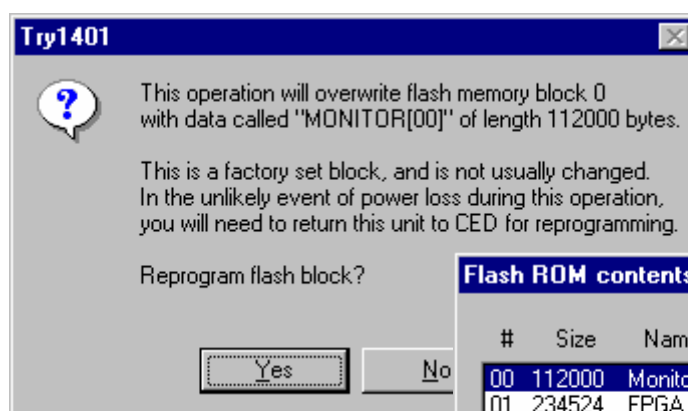 Try1401
This operation will overwrite flash memory block 0
with data called "MONITOR[00]" of length 112000 bytes.
This is a factory set block, and is not usually changed.
In the unlikely event of power loss during this operation,
you will need to return this unit to CED for reprogramming.
Reprogram flash block?
Yes
No
Flash ROM contents
# Size Nam
00 112000 Monito
01 234524 FPGA